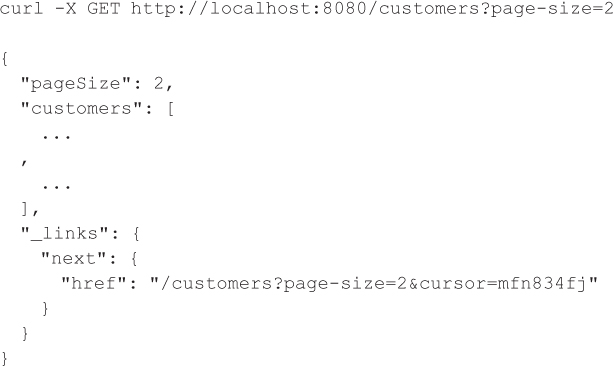 curl -X GET http://localhost:8080/customers?page-size=2
{
  "pageSize": 2,
  "customers": [
    ...
  ,
    ...
  ],
  "_links": {
    "next": {
      "href": "/customers?page-size=2&cursor=mfn834fj"
    }
  }
}